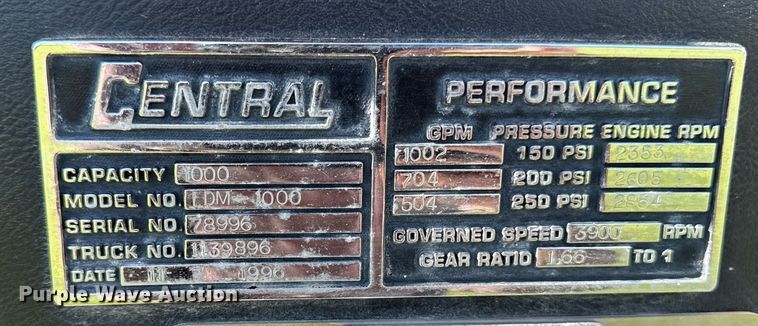 CENTRAL
CAPACITY 1000
MODEL NO. TDM-1000
SERIAL NO. 78996
TRUCK NO. 1139896
DATE 11 1996
PERFORMANCE
GPM PRESSURE ENGINE RPM
1002 150 PSI 2353
704 200 PSI 2605
504 250 PSI
GOVERNED SPEED 3900 RPM
GEAR RATIO 1.66 TO 1
Purple Wave Auction